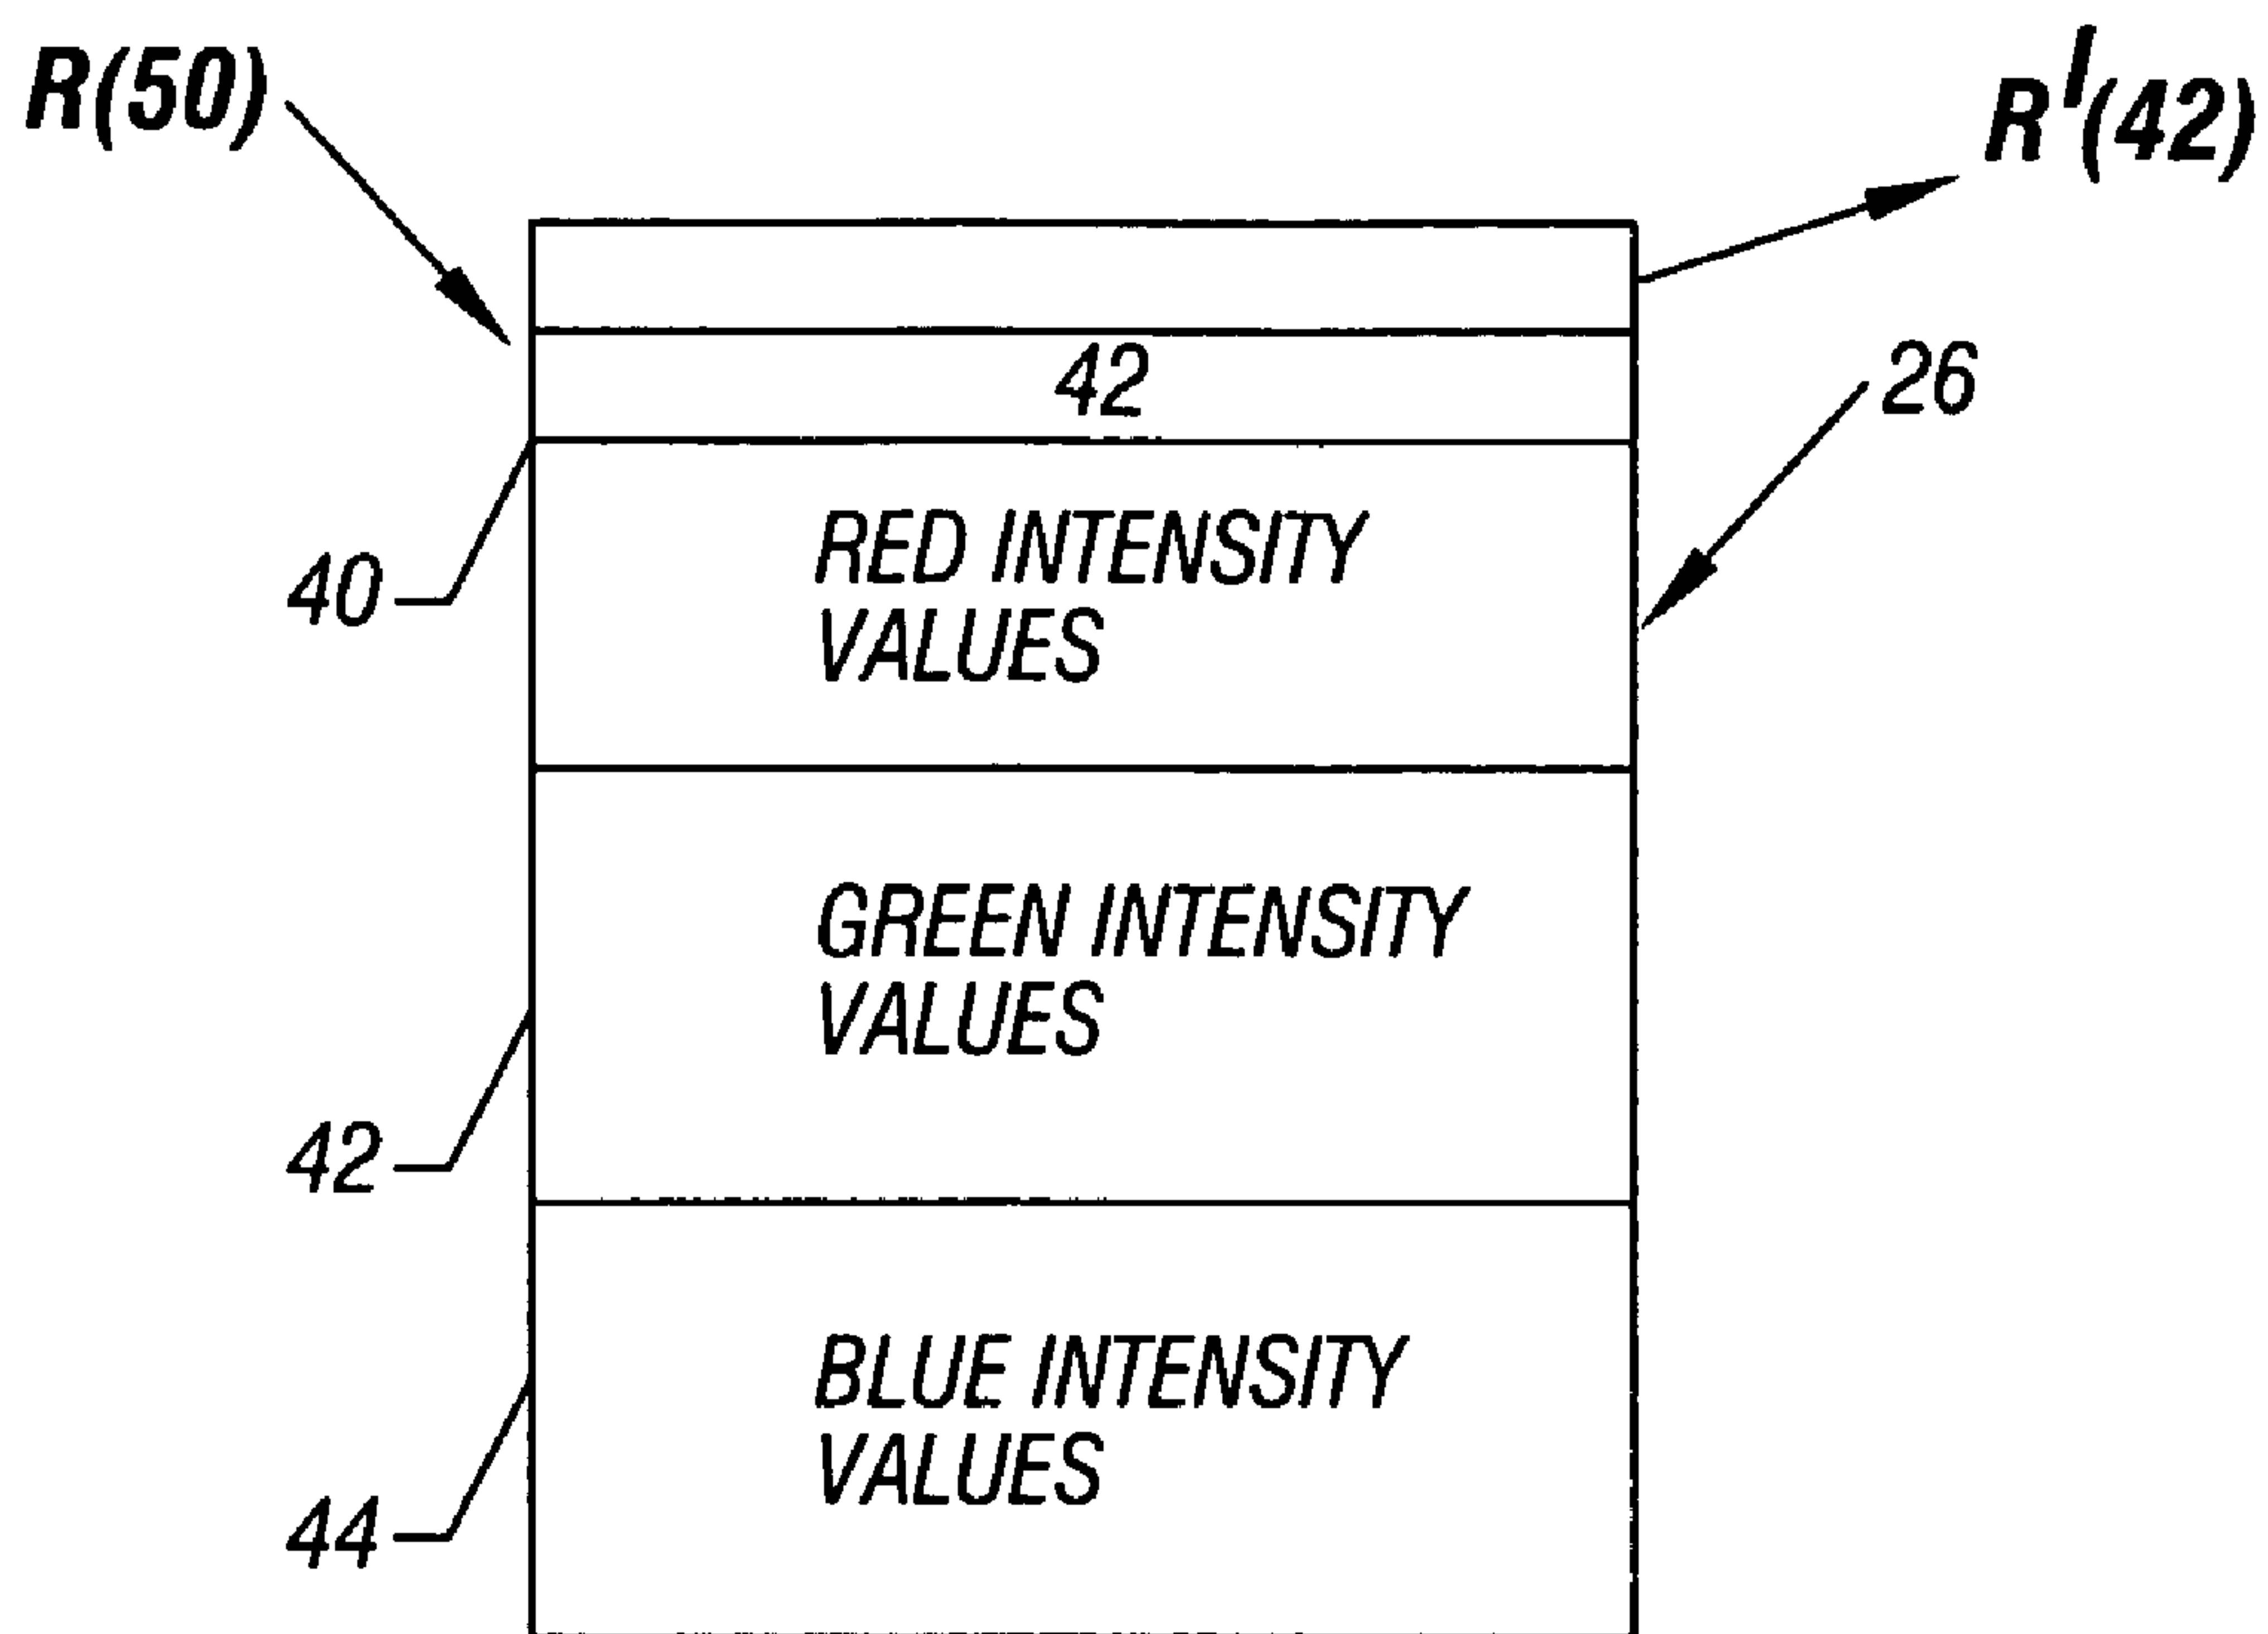 R(50)
R'(42)
42
26
RED INTENSITY
VALUES
40
GREEN INTENSITY
VALUES
42
BLUE INTENSITY
VALUES
44